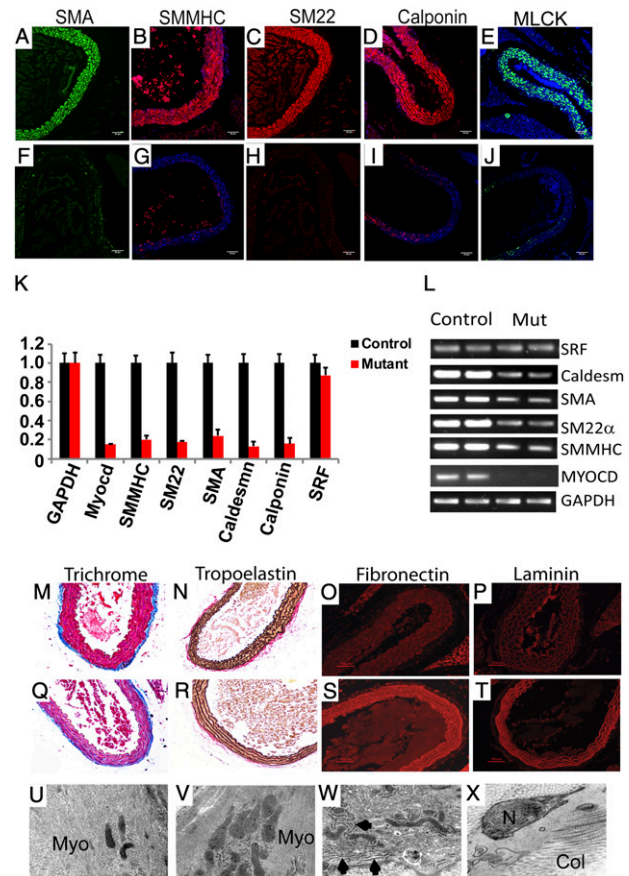 SMA SMMHC SM22 Calponin MLCK
A B C D E
F G H I J
K L
Control Mut
SRF
Caldesm
SMA
SM22α
SMMHC
MYOCD
GAPDH
1.2
1.0
0.8
0.6
0.4
0.2
Control
Mutant
GAPDH
Myocd
SMMHC
SM22
SMA
Caldesmn
Calponin
SRF
Trichrome Tropoelastin Fibronectin Laminin
M N O P
Q R S T
U V W X
Myo Myo N
Col